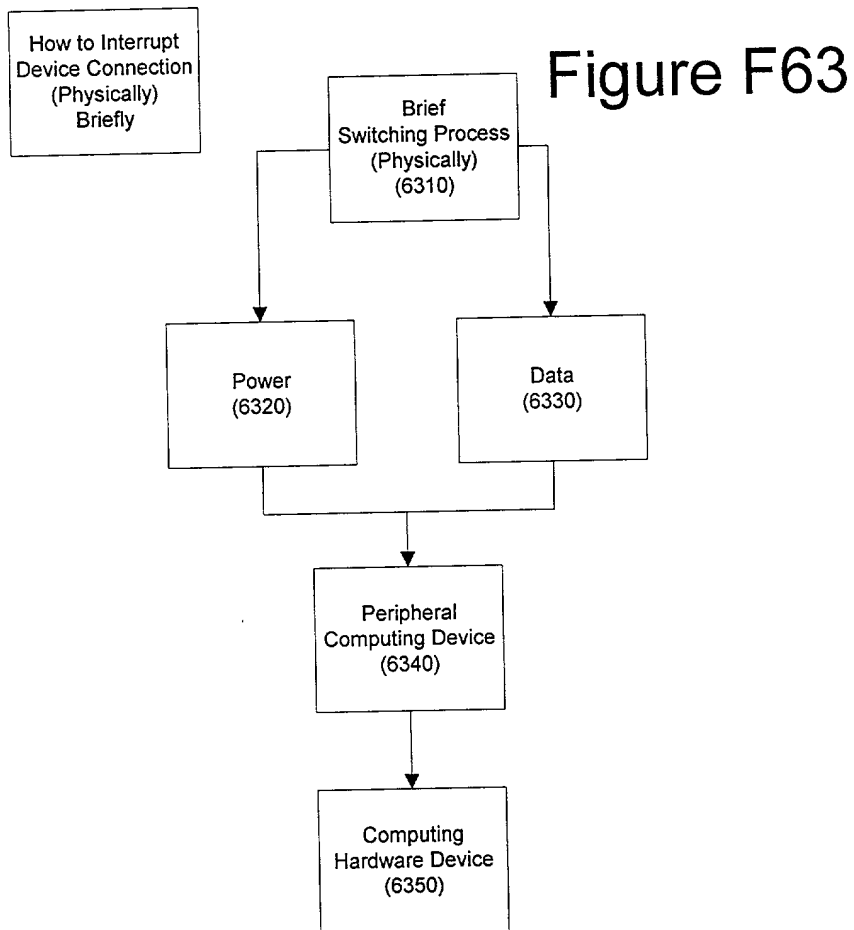 How to Interrupt
Device Connection
(Physically)
Briefly
Figure F63
Brief
Switching Process
(Physically)
(6310)
Power
(6320)
Data
(6330)
Peripheral
Computing Device
(6340)
Computing
Hardware Device
(6350)